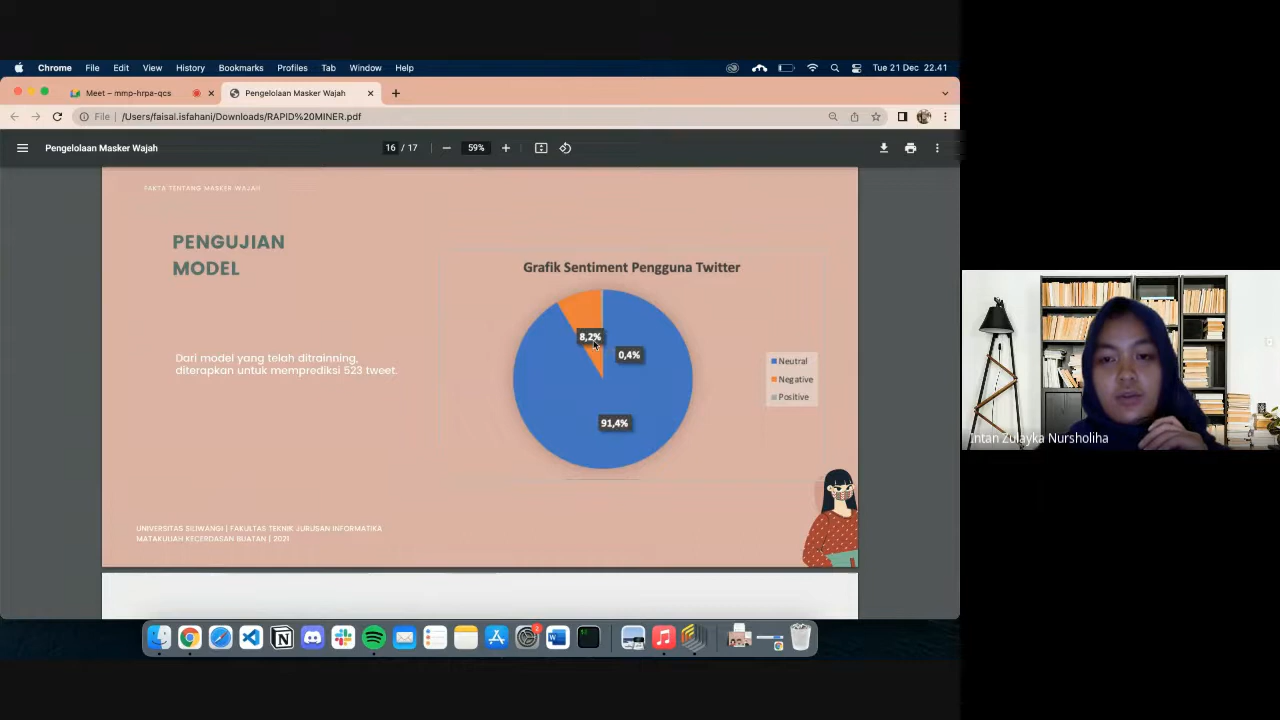 Chrome File Edit View History Bookmarks Profiles Tab Window Help Tue 21 Dec 22.41
Meet – mmp-hrpa-qcs Pengelolaan Masker Wajah
File /Users/faisal.isfahani/Downloads/RAPID%20MINER.pdf
Pengelolaan Masker Wajah 16 / 17 59%
FAKTA TENTANG MASKER WAJAH
PENGUJIAN
MODEL
Grafik Sentiment Pengguna Twitter
8,2%
0,4%
91,4%
Neutral
Negative
Positive
Dari model yang telah ditrainning,
diterapkan untuk memprediksi 523 tweet.
UNIVERSITAS SILIWANGI | FAKULTAS TEKNIK JURUSAN INFORMATIKA
MATAKULIAH KECERDASAN BUATAN | 2021
Intan Zulayka Nursholiha
2